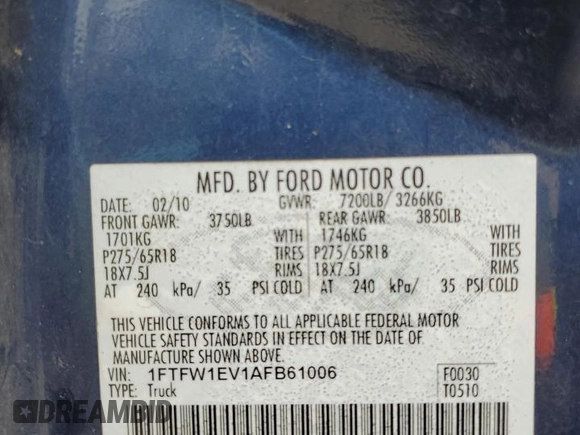 MFD. BY FORD MOTOR CO.
DATE: 02/10 GVWR: 7200LB/ 3266KG
FRONT GAWR: 3750LB REAR GAWR: 3850LB
1701KG WITH 1746KG WITH
P275/65R18 TIRES P275/65R18 TIRES
18X7.5J RIMS 18X7.5J RIMS
AT 240 kPa/ 35 PSI COLD AT 240 kPa/ 35 PSI COLD
THIS VEHICLE CONFORMS TO ALL APPLICABLE FEDERAL MOTOR
VEHICLE SAFETY STANDARDS IN EFFECT ON THE DATE OF
MANUFACTURE SHOWN ABOVE.
VIN: 1FTFW1EV1AFB61006 F0030
TYPE: Truck T0510
DREAMBID